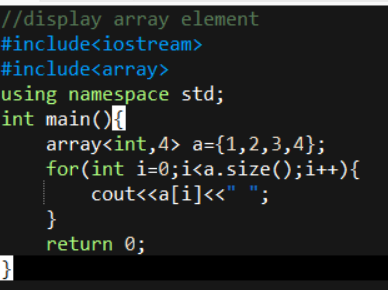 //display array element
#include<iostream>
#include<array>
using namespace std;
int main(){
    array<int,4> a={1,2,3,4};
    for(int i=0;i<a.size();i++){
        cout<<a[i]<<" ";
    }
    return 0;
}